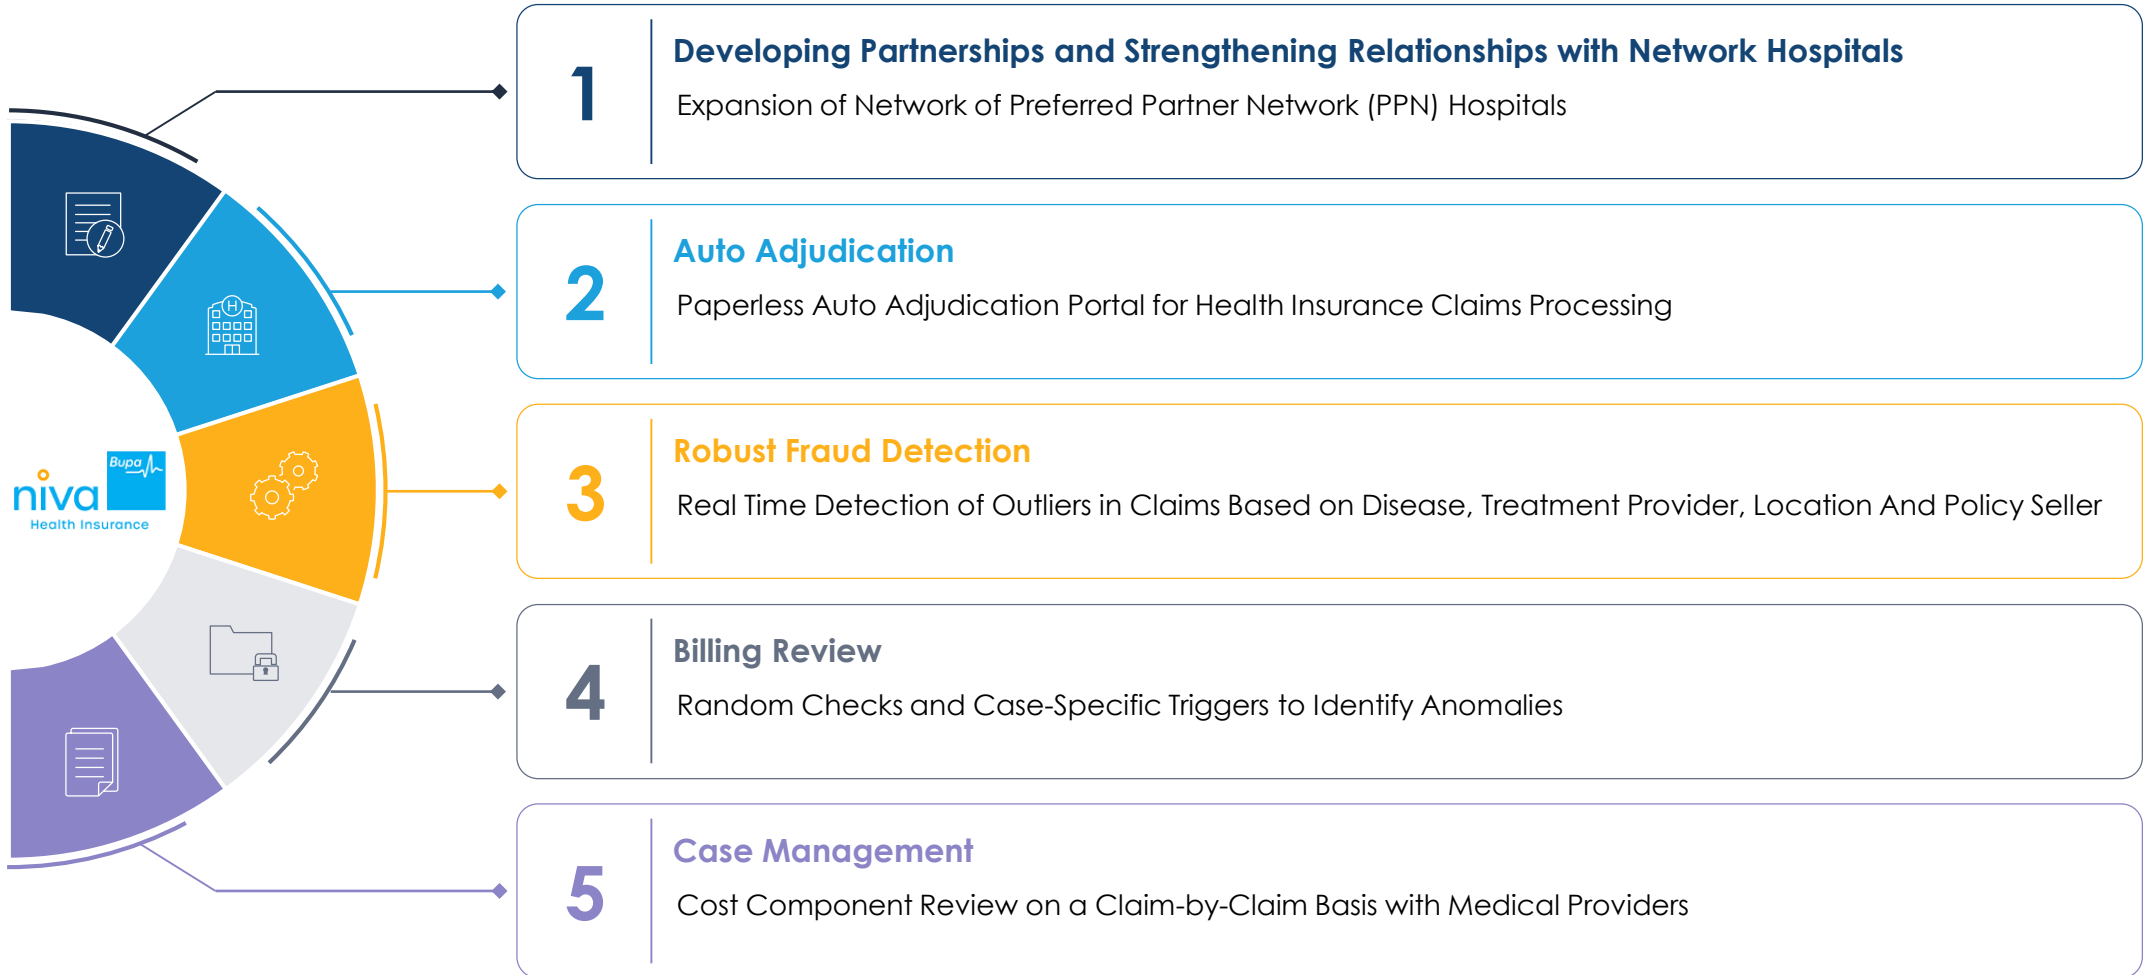 1
Developing Partnerships and Strengthening Relationships with Network Hospitals
Expansion of Network of Preferred Partner Network (PPN) Hospitals
H
2
Auto Adjudication
Paperless Auto Adjudication Portal for Health Insurance Claims Processing
niva
Bupa
Health Insurance
3
Robust Fraud Detection
Real Time Detection of Outliers in Claims Based on Disease, Treatment Provider, Location And Policy Seller
4
Billing Review
Random Checks and Case-Specific Triggers to Identify Anomalies
5
Case Management
Cost Component Review on a Claim-by-Claim Basis with Medical Providers